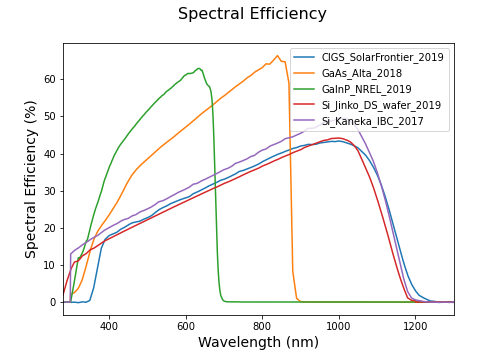 Spectral Efficiency
CIGS_SolarFrontier_2019
GaAs_Alta_2018
GaInP_NREL_2019
Si_Jinko_DS_wafer_2019
Si_Kaneka_IBC_2017
Spectral Efficiency (%)
60
50
40
30
20
10
0
400
600
800
1000
1200
Wavelength (nm)